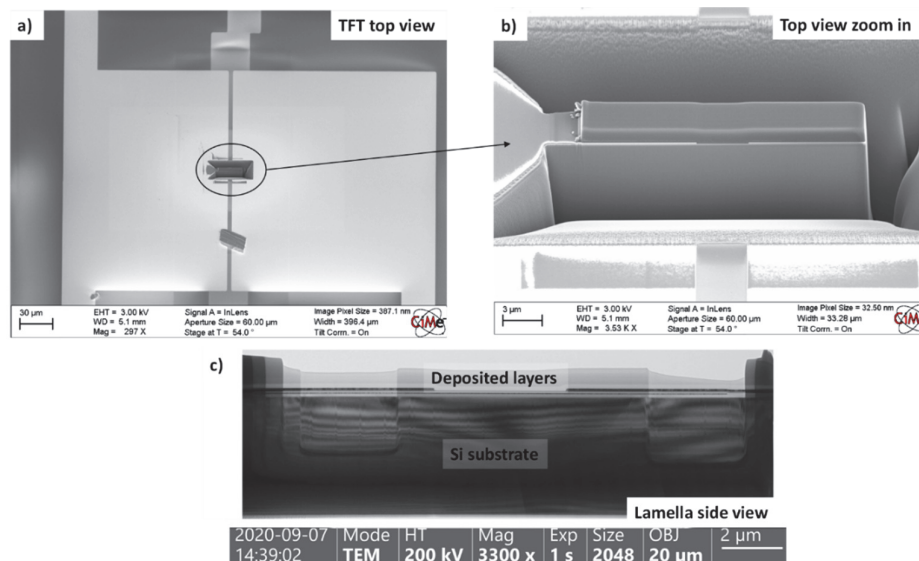 a)
TFT top view
30 μm
EHT = 3.00 kV
WD = 5.1 mm
Mag = 297 X
Signal A = InLens
Aperture Size = 60.00 μm
Stage at T = 54.0 °
Image Pixel Size = 387.1 nm
Width = 396.4 μm
Tilt Corrn. = On
CIMe
b)
Top view zoom in
3 μm
EHT = 3.00 kV
WD = 5.1 mm
Mag = 3.53 K X
Signal A = InLens
Aperture Size = 60.00 μm
Stage at T = 54.0 °
Image Pixel Size = 32.50 nm
Width = 33.28 μm
Tilt Corrn. = On
CIM
c)
Deposited layers
Si substrate
Lamella side view
2020-09-07 Mode HT Mag Exp Size OBJ 2 μm
14:39:02 TEM 200 kV 3300 x 1 s 2048 20 μm